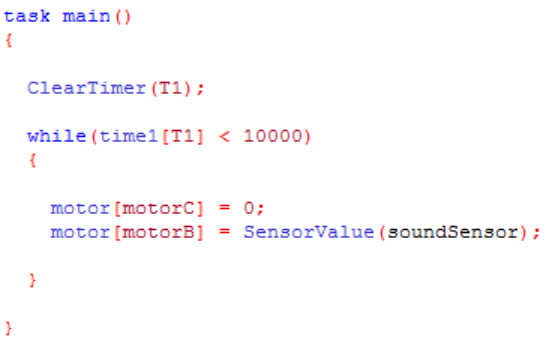 task main()
{
ClearTimer(T1);
while(time1[T1] < 10000)
{
motor[motorC] = 0;
motor[motorB] = SensorValue(soundSensor);
}
}